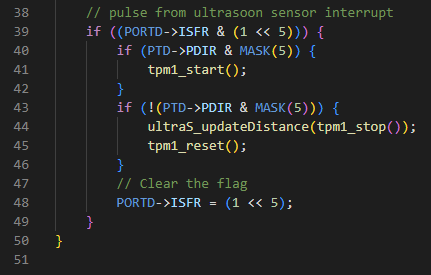 38 // pulse from ultrasoon sensor interrupt
39 if ((PORTD->ISFR & (1 << 5))) {
40 if (PTD->PDIR & MASK(5)) {
41 tpm1_start();
42 }
43 if (!(PTD->PDIR & MASK(5))) {
44 ultraS_updateDistance(tpm1_stop());
45 tpm1_reset();
46 }
47 // Clear the flag
48 PORTD->ISFR = (1 << 5);
49 }
50 }
51